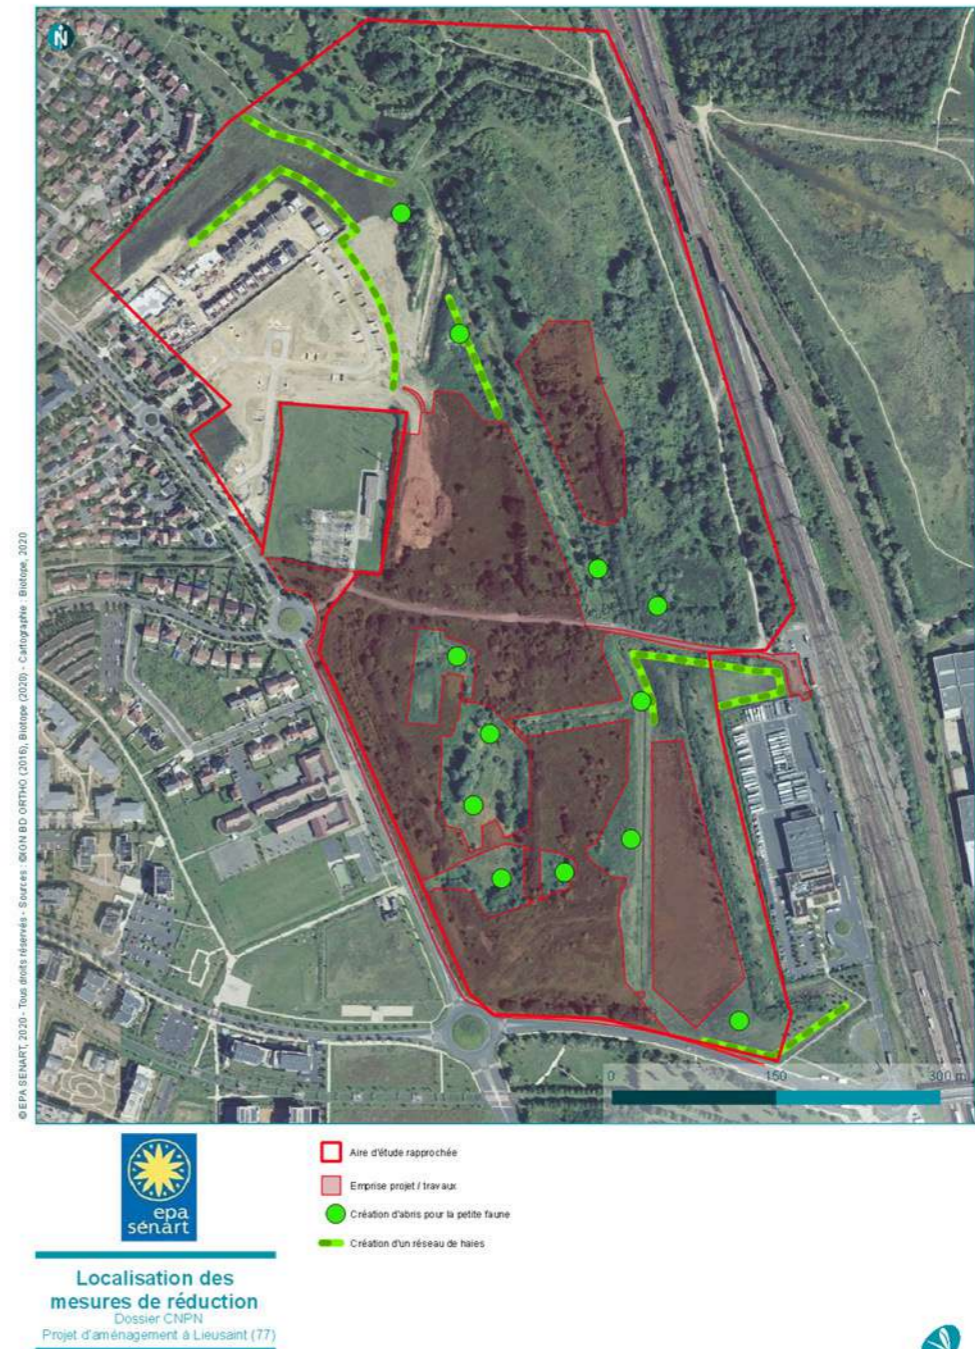 N
© EPA SENART, 2020 - Tous droits réservés - Sources : ©IGN BD ORTHO (2016), Biotope (2020) - Cartographie : Biotope, 2020
0 150 300 m
Aire d'étude rapprochée
Emprise projet / travaux
Création d'abris pour la petite faune
Création d'un réseau de haies
epa
sénart
Localisation des
mesures de réduction
Dossier CNPN
Projet d'aménagement à Lieusaint (77)